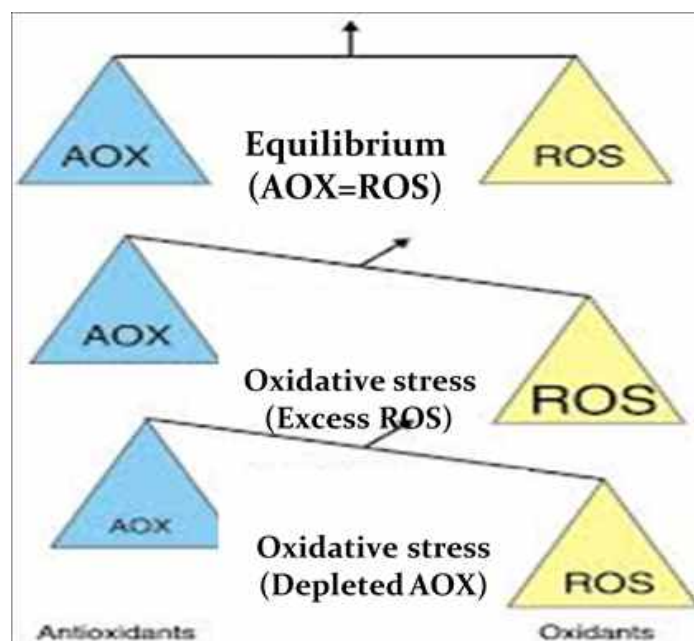 AOX
Equilibrium
(AOX=ROS)
ROS
AOX
Oxidative stress
(Excess ROS)
ROS
AOX
Oxidative stress
(Depleted AOX)
ROS
Antioxidants
Oxidants